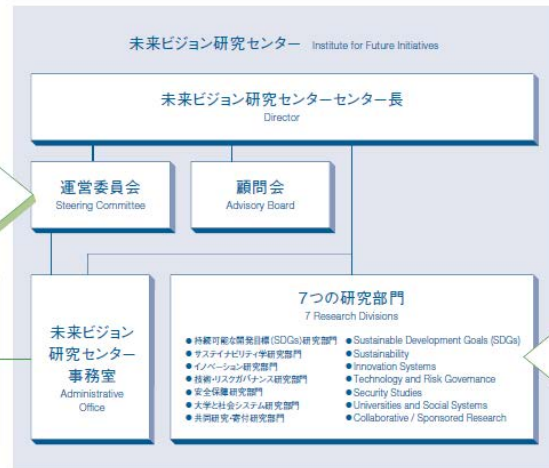 未来ビジョン研究センター Institute for Future Initiatives
未来ビジョン研究センターセンター長
Director
運営委員会
Steering Committee
顧問会
Advisory Board
未来ビジョン
研究センター
事務室
Administrative
Office
7つの研究部門
7 Research Divisions
●持続可能な開発目標(SDGs)研究部門
●サステイナビリティ学研究部門
●イノベーション研究部門
●技術・リスクガバナンス研究部門
●安全保障研究部門
●大学と社会システム研究部門
●共同研究・寄付研究部門
●Sustainable Development Goals (SDGs)
●Sustainability
●Innovation Systems
●Technology and Risk Governance
●Security Studies
●Universities and Social Systems
●Collaborative / Sponsored Research